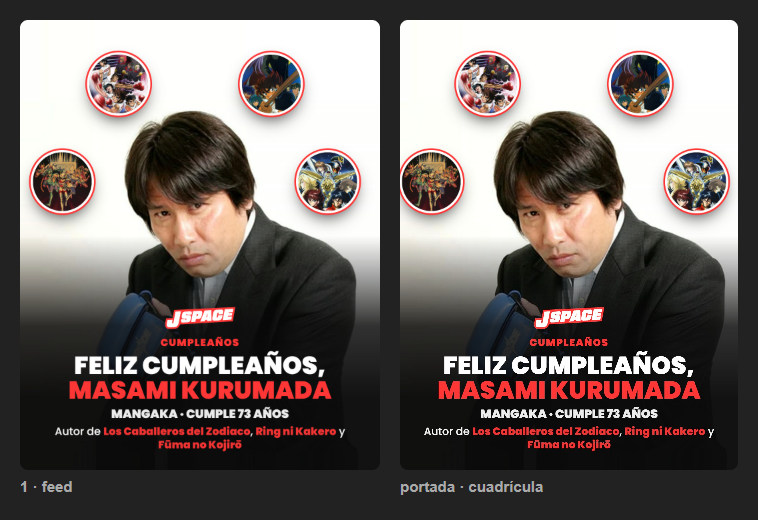 JSPACE
CUMPLEAÑOS
FELIZ CUMPLEAÑOS,
MASAMI KURUMADA
MANGAKA · CUMPLE 73 AÑOS
Autor de Los Caballeros del Zodiaco, Ring ni Kakero y
Fūma no Kojirō
1 · feed
JSPACE
CUMPLEAÑOS
FELIZ CUMPLEAÑOS,
MASAMI KURUMADA
MANGAKA · CUMPLE 73 AÑOS
Autor de Los Caballeros del Zodiaco, Ring ni Kakero y
Fūma no Kojirō
portada · cuadrícula